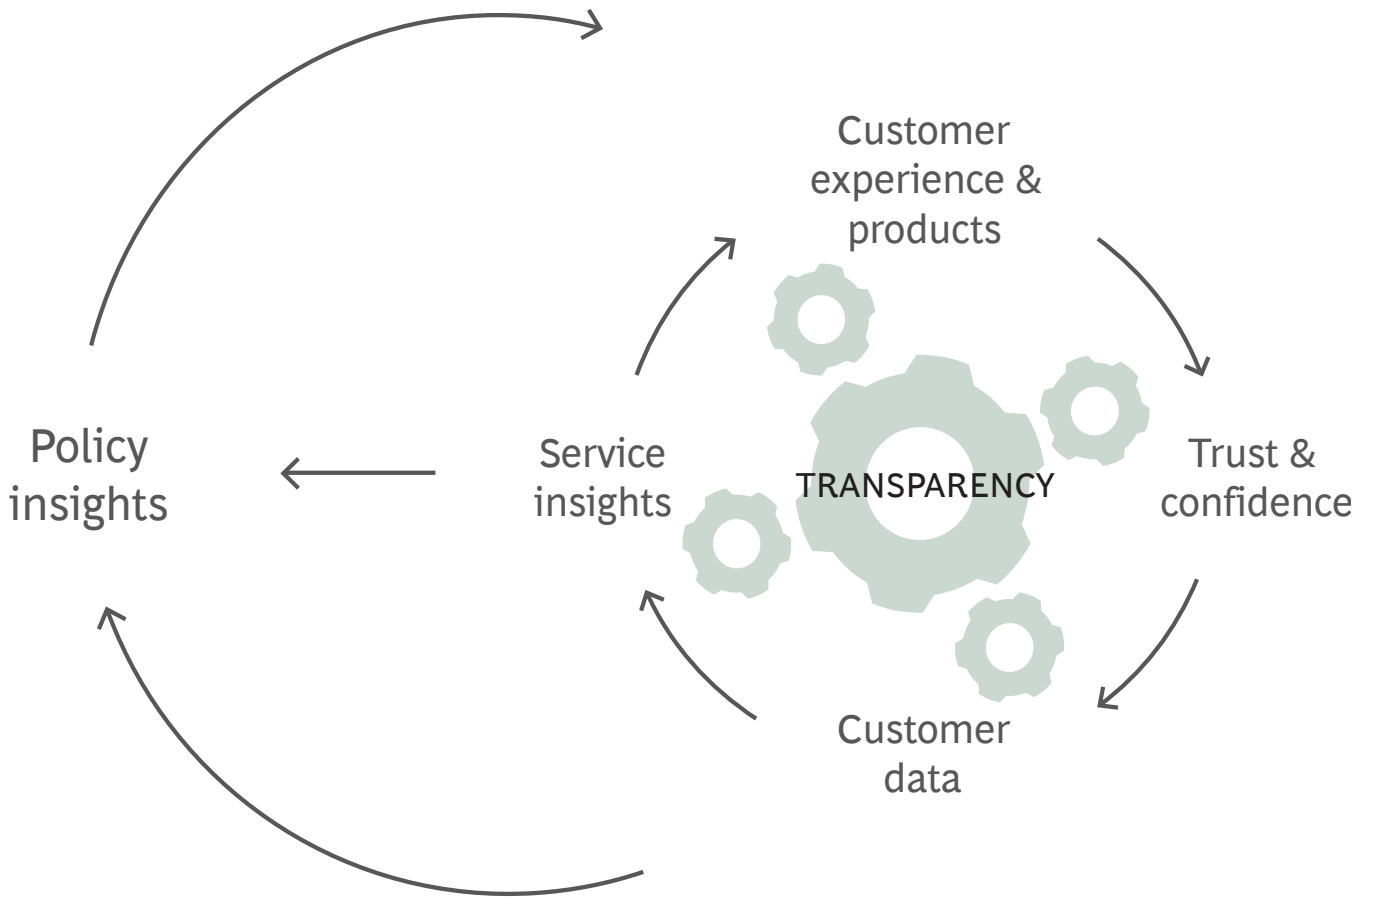 Customer
experience &
products
Policy
insights
Service
insights
TRANSPARENCY
Trust &
confidence
Customer
data